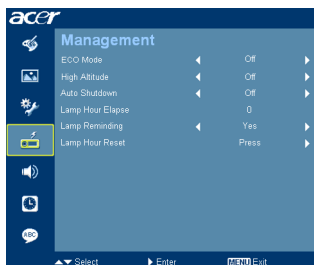 acer
Management
ECO Mode Off
High Altitude Off
Auto Shutdown Off
Lamp Hour Elapse 0
Lamp Reminding Yes
Lamp Hour Reset Press
ABC
Select Enter MENU Exit